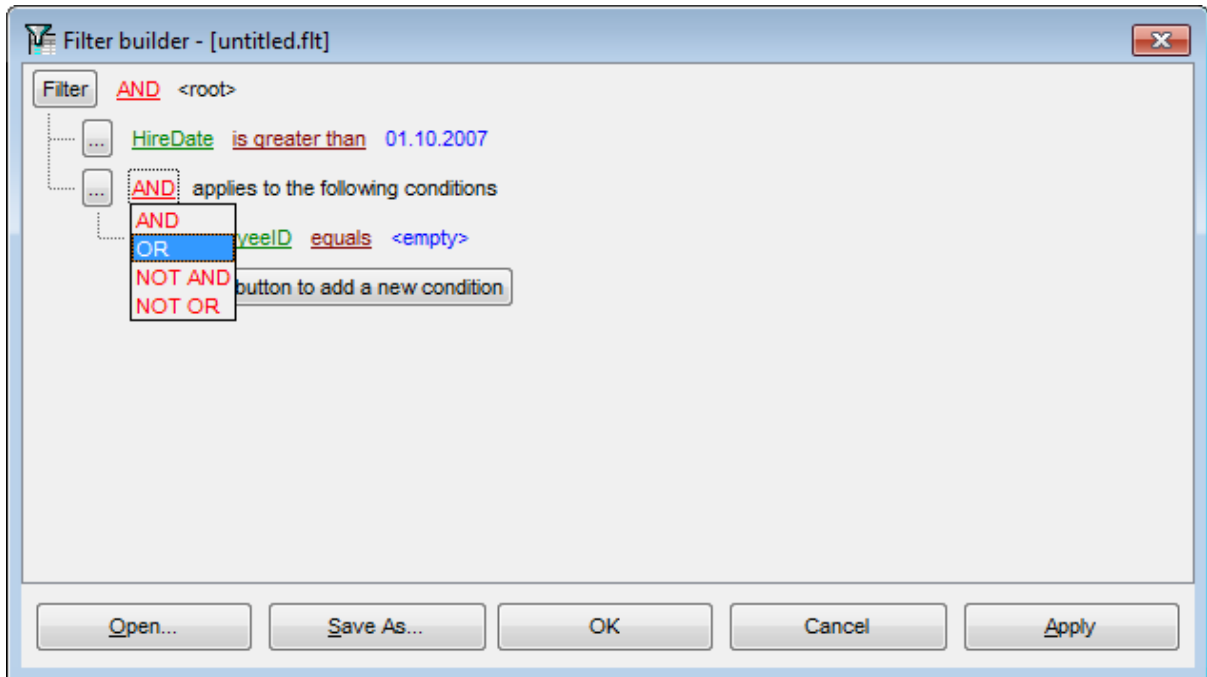 Filter builder - [untitled.flt]
Filter AND <root>
... HireDate is greater than 01.10.2007
... AND applies to the following conditions
AND
OR
NOT AND
NOT OR
yeeID equals <empty>
button to add a new condition
Open... Save As... OK Cancel Apply